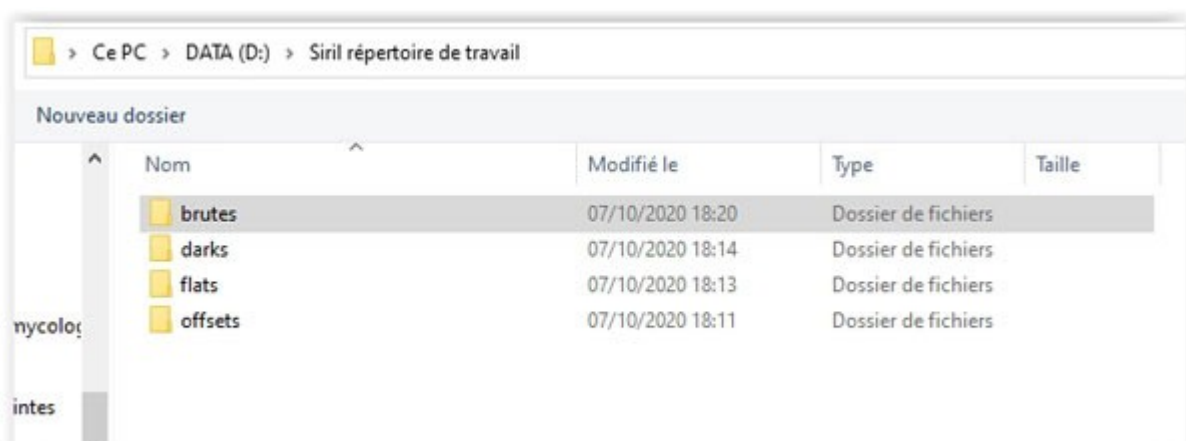 > Ce PC > DATA (D:) > Siril répertoire de travail
Nouveau dossier
Nom Modifié le Type Taille
brutes 07/10/2020 18:20 Dossier de fichiers
darks 07/10/2020 18:14 Dossier de fichiers
flats 07/10/2020 18:13 Dossier de fichiers
offsets 07/10/2020 18:11 Dossier de fichiers
mycolog
intes